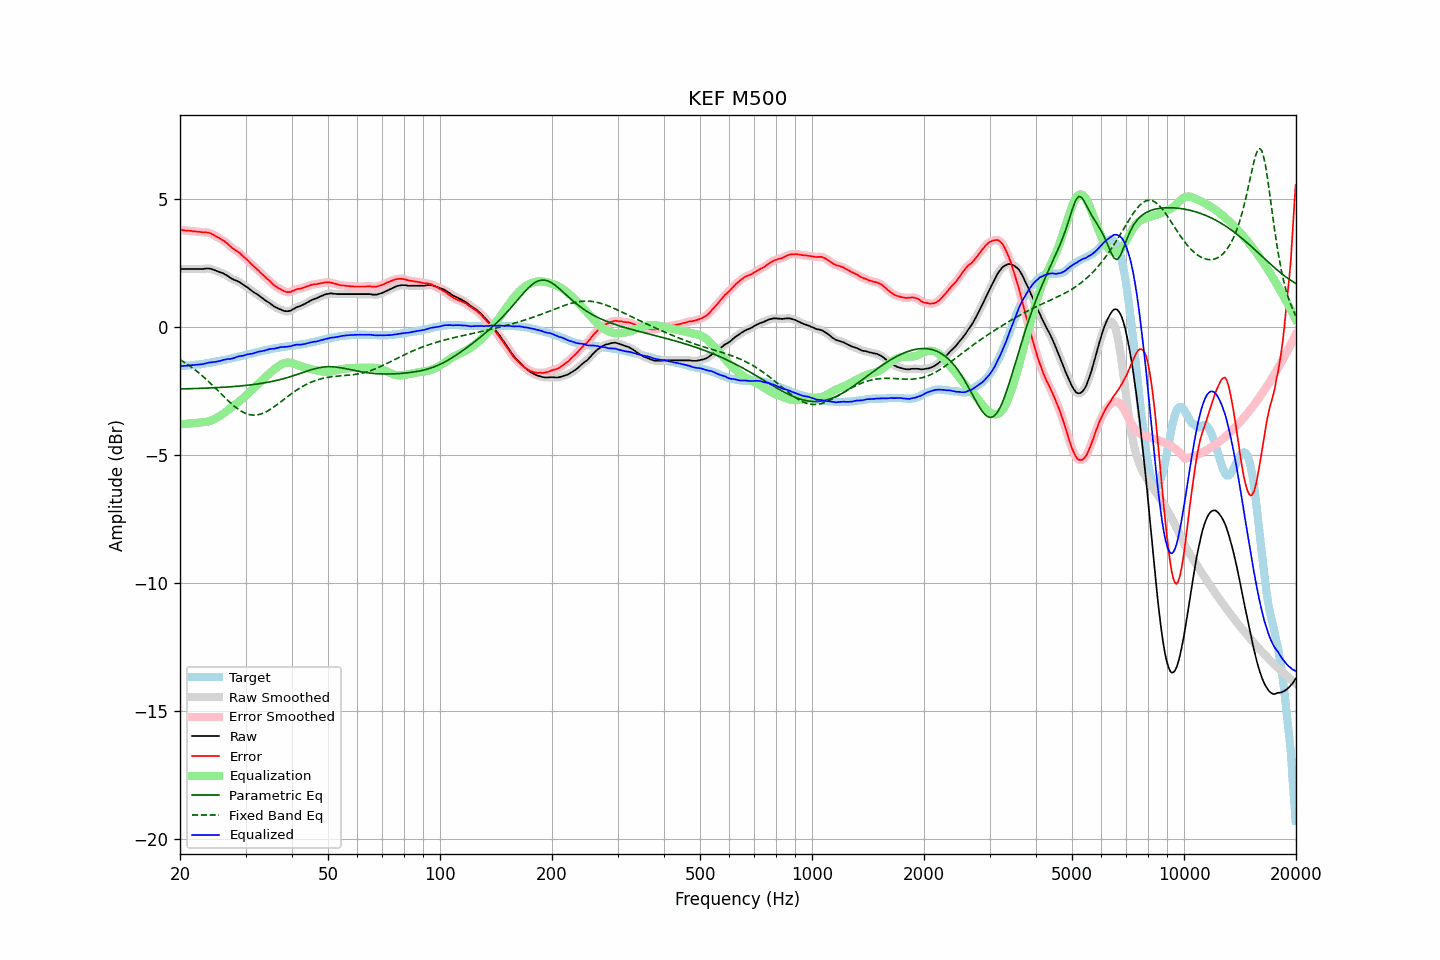 KEF M500
Amplitude (dBr)
5
0
−5
−10
−15
−20
Target
Raw Smoothed
Error Smoothed
Raw
Error
Equalization
Parametric Eq
Fixed Band Eq
Equalized
20
50
100
200
500
1000
2000
5000
10000
20000
Frequency (Hz)